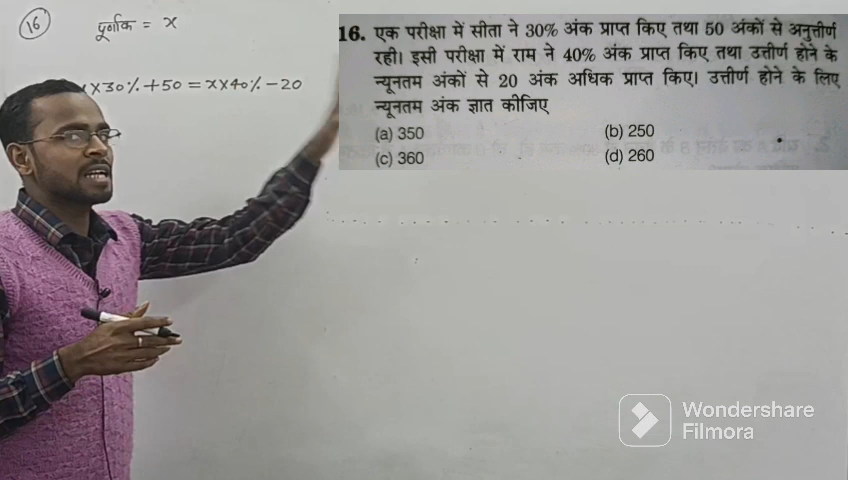 16
पूर्णांक = x
x×30%+50 = x×40%-20
16. एक परीक्षा में सीता ने 30% अंक प्राप्त किए तथा 50 अंकों से अनुत्तीर्ण
रही। इसी परीक्षा में राम ने 40% अंक प्राप्त किए तथा उत्तीर्ण होने के
न्यूनतम अंकों से 20 अंक अधिक प्राप्त किए। उत्तीर्ण होने के लिए
न्यूनतम अंक ज्ञात कीजिए
(a) 350 (b) 250
(c) 360 (d) 260
Wondershare
Filmora